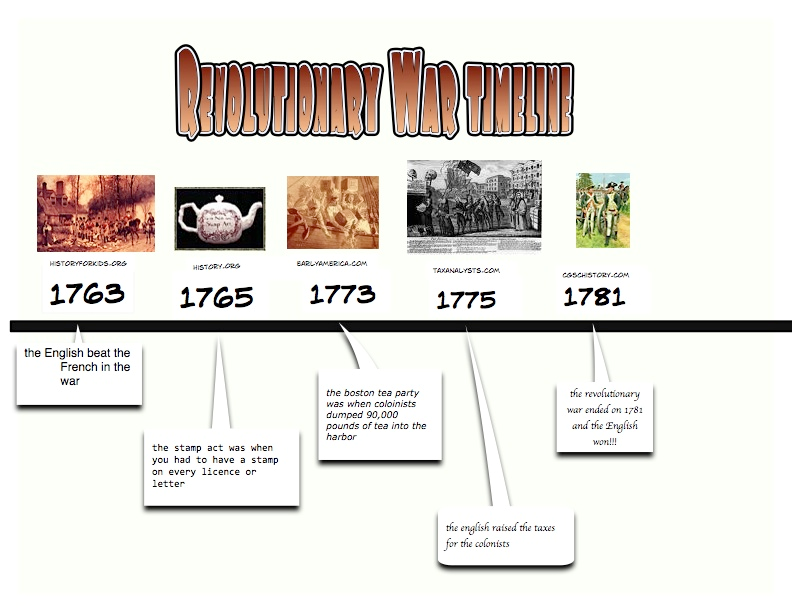 REVOLUTIONARY WAR TIMELINE
HISTORYFORKIDS.ORG
HISTORY.ORG
EARLYAMERICA.COM
TAXANALYSTS.COM
CGSCHISTORY.COM
1763
1765
1773
1775
1781
the English beat the
French in the
war
the stamp act was when
you had to have a stamp
on every licence or
letter
the boston tea party
was when coloinists
dumped 90,000
pounds of tea into the
harbor
the english raised the taxes
for the colonists
the revolutionary
war ended on 1781
and the English
won!!!